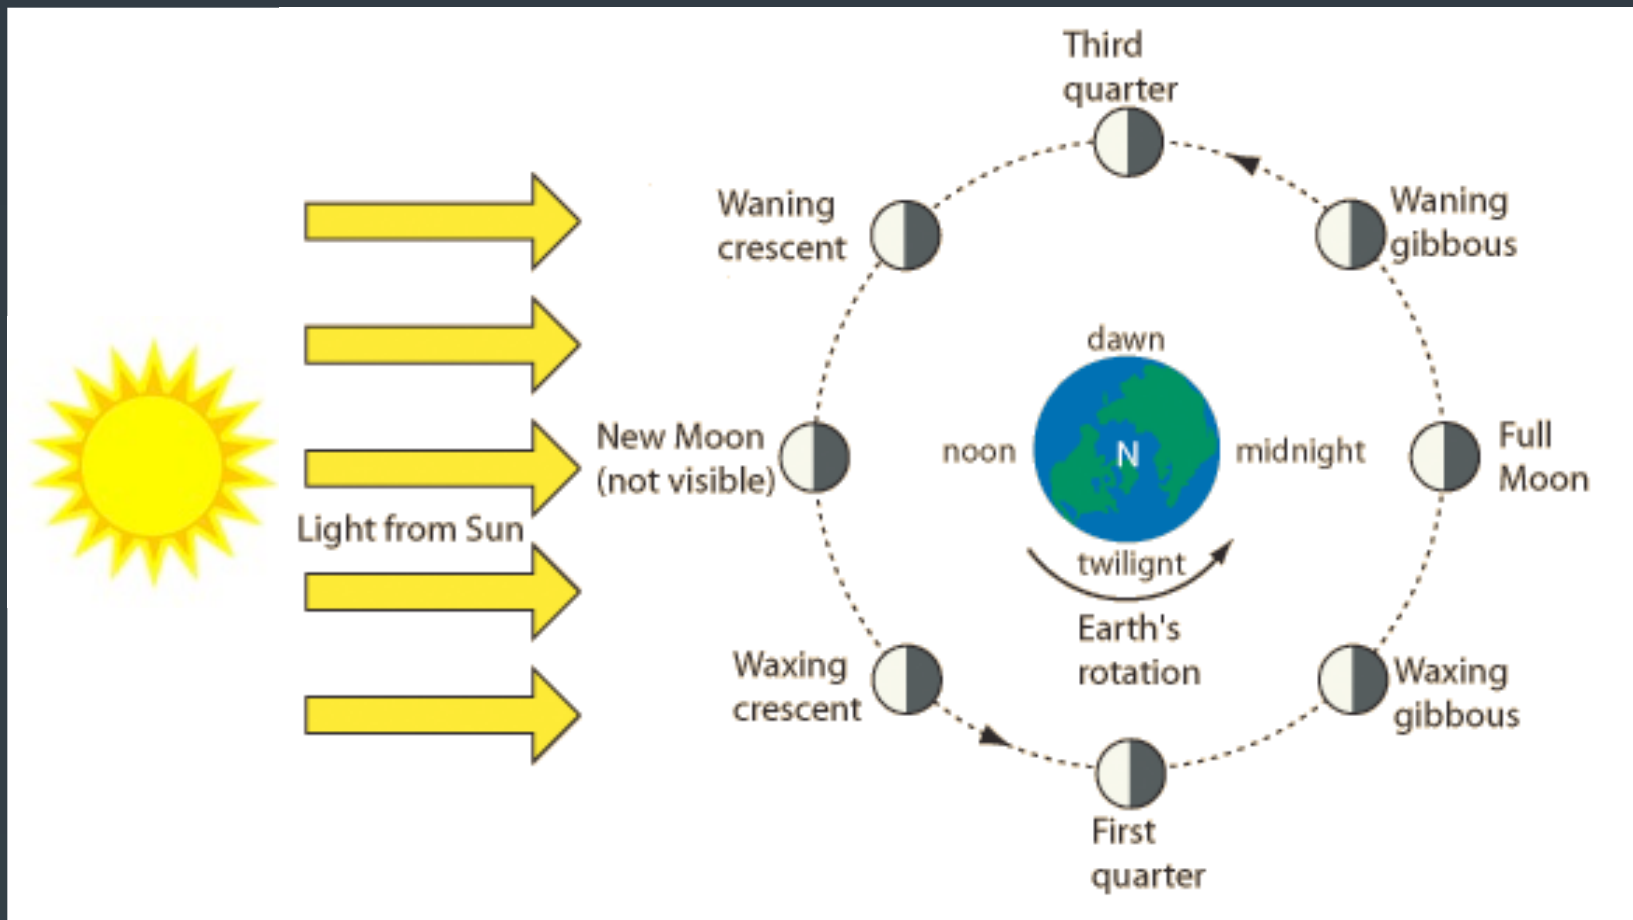 Third
quarter
Waning
crescent
Waning
gibbous
dawn
New Moon
(not visible)
noon
N
midnight
Full
Moon
Light from Sun
twilignt
Earth's
rotation
Waxing
crescent
Waxing
gibbous
First
quarter